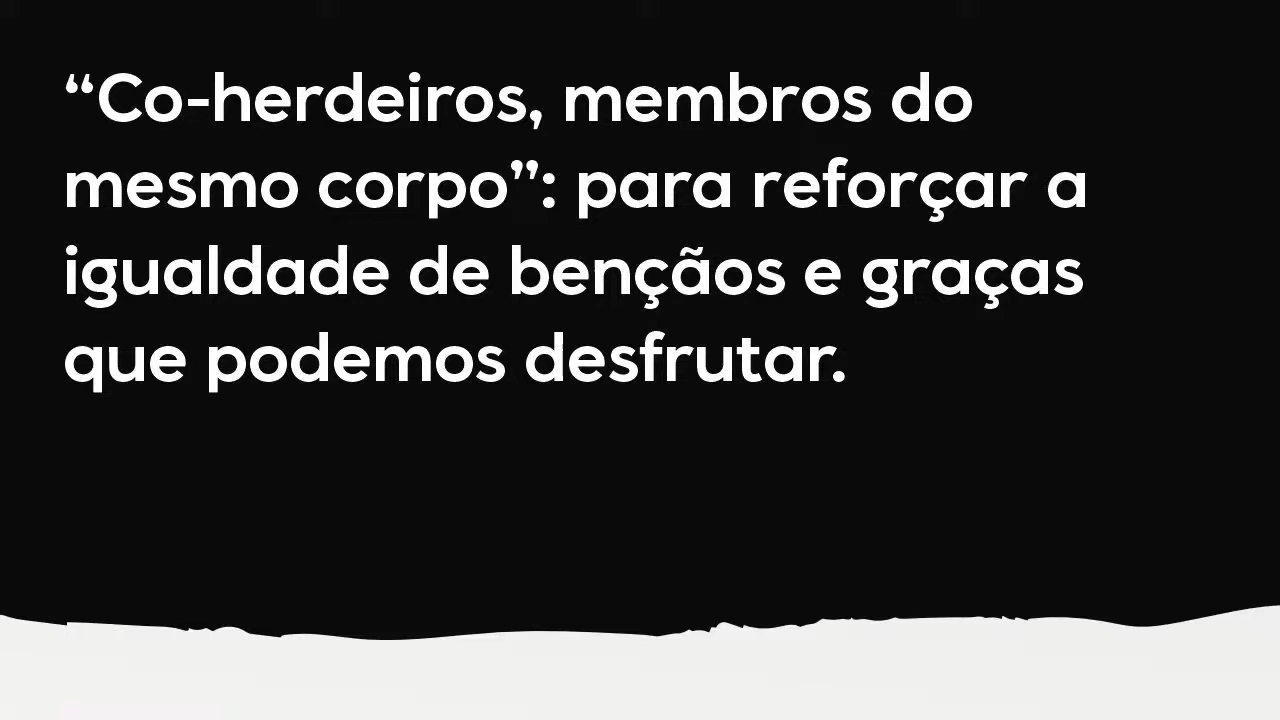 “Co-herdeiros, membros do
mesmo corpo”: para reforçar a
igualdade de bençãos e graças
que podemos desfrutar.